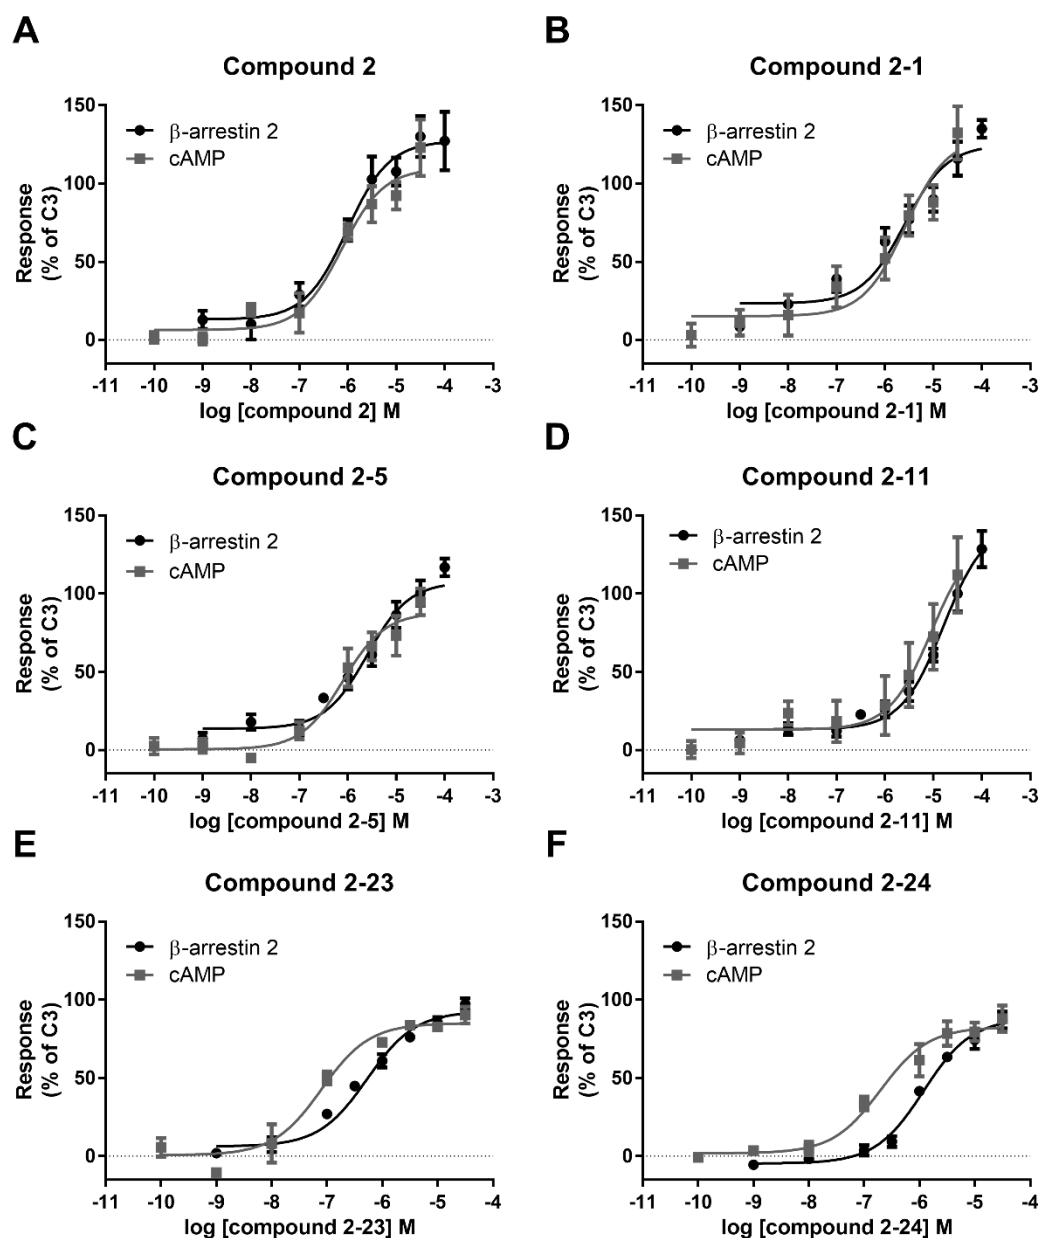 A
Compound 2
Response
(% of C3)
150
100
50
0
β-arrestin 2
cAMP
-11 -10 -9 -8 -7 -6 -5 -4 -3
log [compound 2] M
B
Compound 2-1
Response
(% of C3)
150
100
50
0
β-arrestin 2
cAMP
-11 -10 -9 -8 -7 -6 -5 -4 -3
log [compound 2-1] M
C
Compound 2-5
Response
(% of C3)
150
100
50
0
β-arrestin 2
cAMP
-11 -10 -9 -8 -7 -6 -5 -4 -3
log [compound 2-5] M
D
Compound 2-11
Response
(% of C3)
150
100
50
0
β-arrestin 2
cAMP
-11 -10 -9 -8 -7 -6 -5 -4 -3
log [compound 2-11] M
E
Compound 2-23
Response
(% of C3)
150
100
50
0
β-arrestin 2
cAMP
-11 -10 -9 -8 -7 -6 -5 -4
log [compound 2-23] M
F
Compound 2-24
Response
(% of C3)
150
100
50
0
β-arrestin 2
cAMP
-11 -10 -9 -8 -7 -6 -5 -4
log [compound 2-24] M